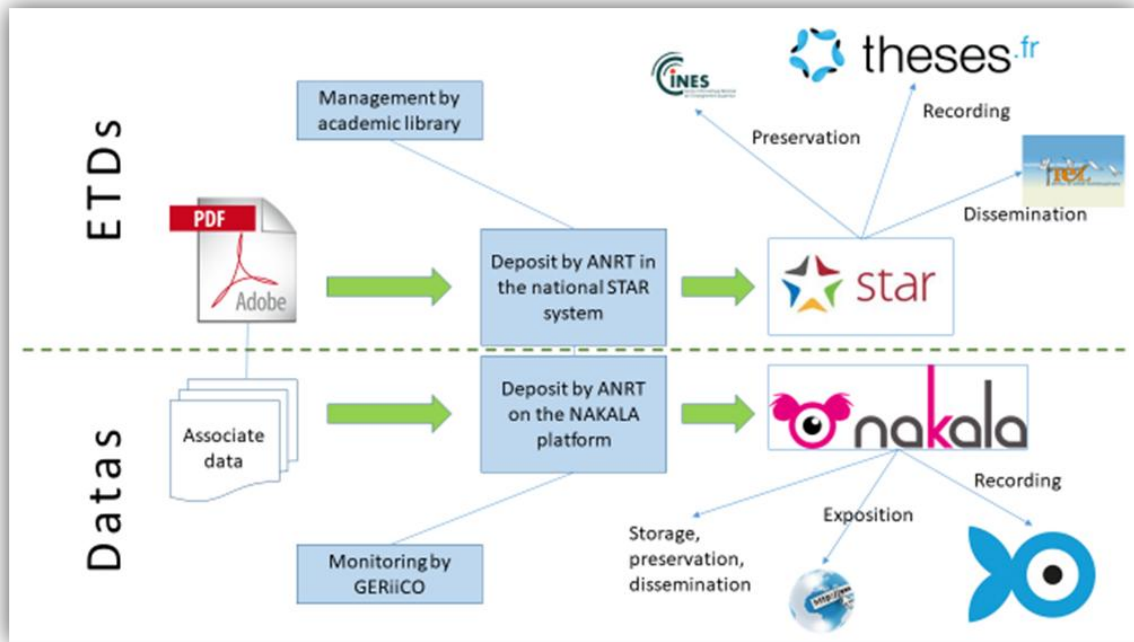 ETDs
Management by
academic library
PDF
Adobe
Deposit by ANRT in
the national STAR
system
CINES
theses.fr
Preservation
Recording
Dissemination
star
Datas
Associate
data
Deposit by ANRT
on the NAKALA
platform
nakala
Monitoring by
GERiiCO
Storage,
preservation,
dissemination
Exposition
Recording